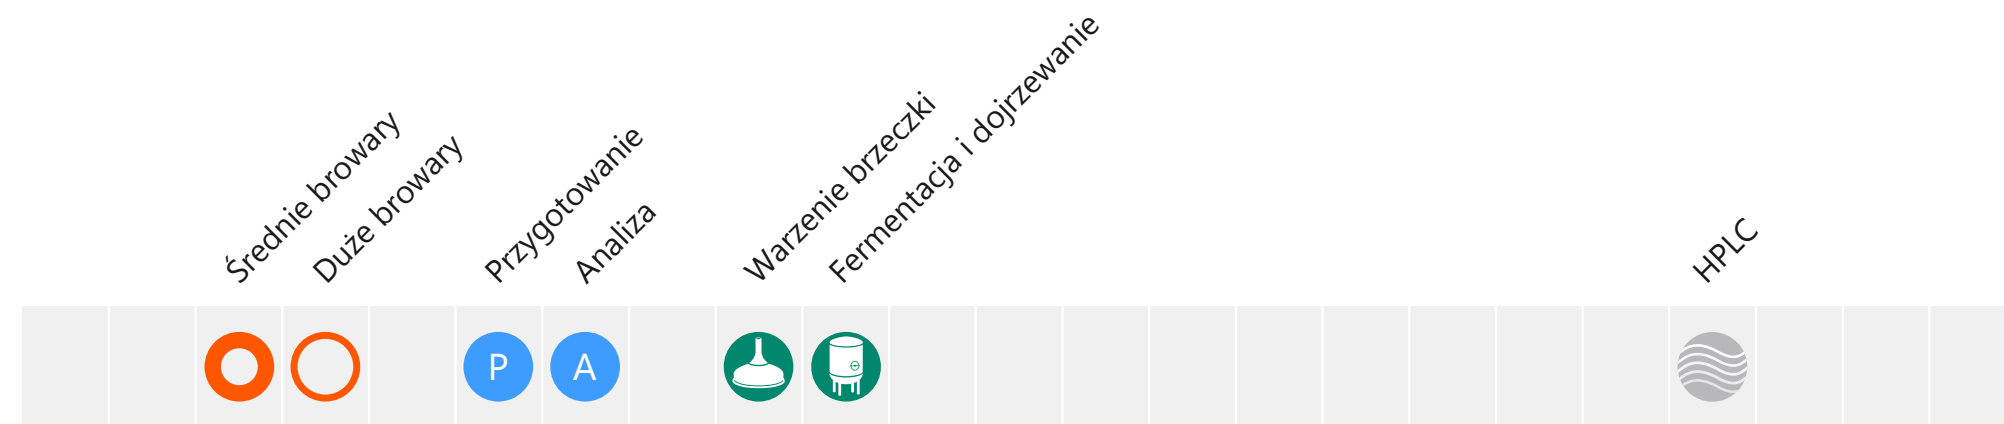 Średnie browary
Duże browary
Przygotowanie
Analiza
Warzenie brzeczki
Fermentacja i dojrzewanie
HPLC
P
A